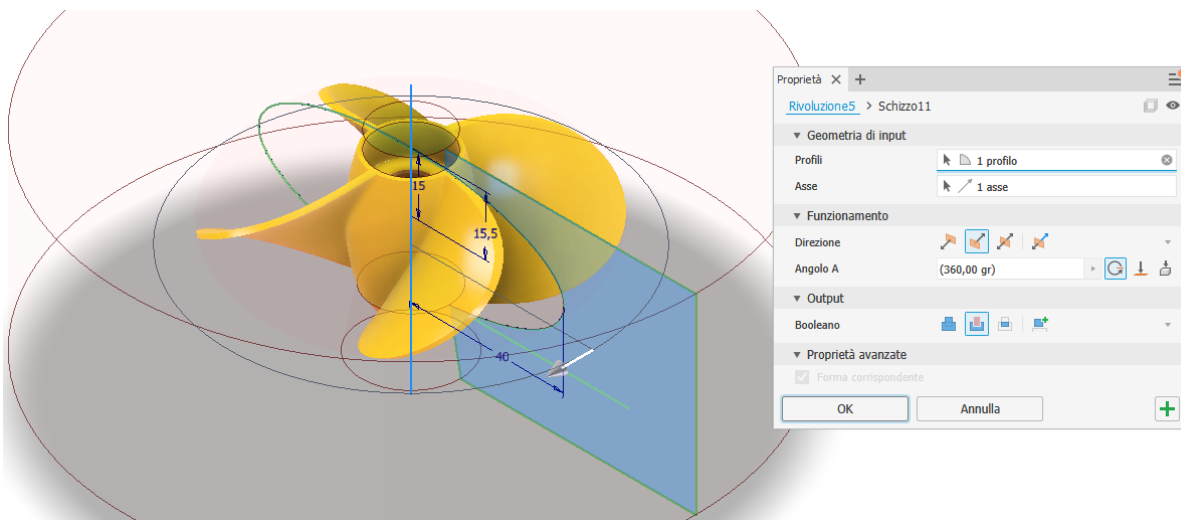 Proprietà
Rivoluzione5 > Schizzo11
Geometria di input
Profili 1 profilo
Asse 1 asse
Funzionamento
Direzione
Angolo A (360,00 gr)
Output
Booleano
Proprietà avanzate
Forma corrispondente
OK Annulla
15
15,5
40